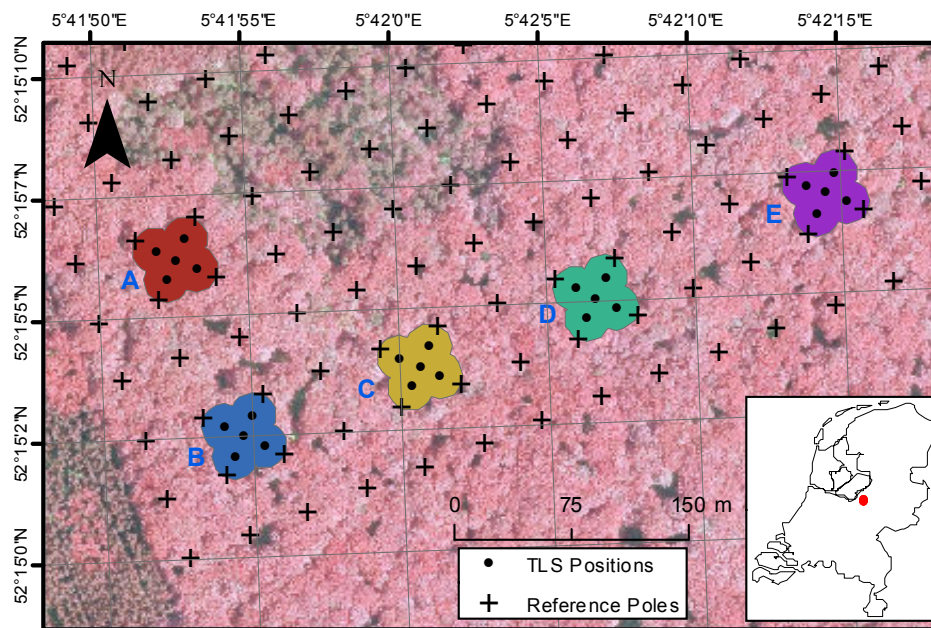 5°41'50"E 5°41'55"E 5°42'0"E 5°42'5"E 5°42'10"E 5°42'15"E
52°15'10"N
N
52°15'7"N
E
A
52°15'5"N
D
C
52°15'2"N
B
0 75 150 m
52°15'0"N
TLS Positions
Reference Poles